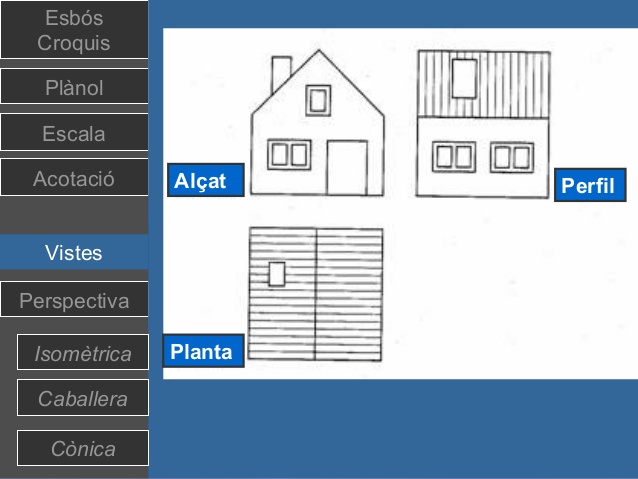 Esbós
Croquis
Plànol
Escala
Acotació
Vistes
Perspectiva
Isomètrica
Caballera
Cònica
Alçat
Perfil
Planta